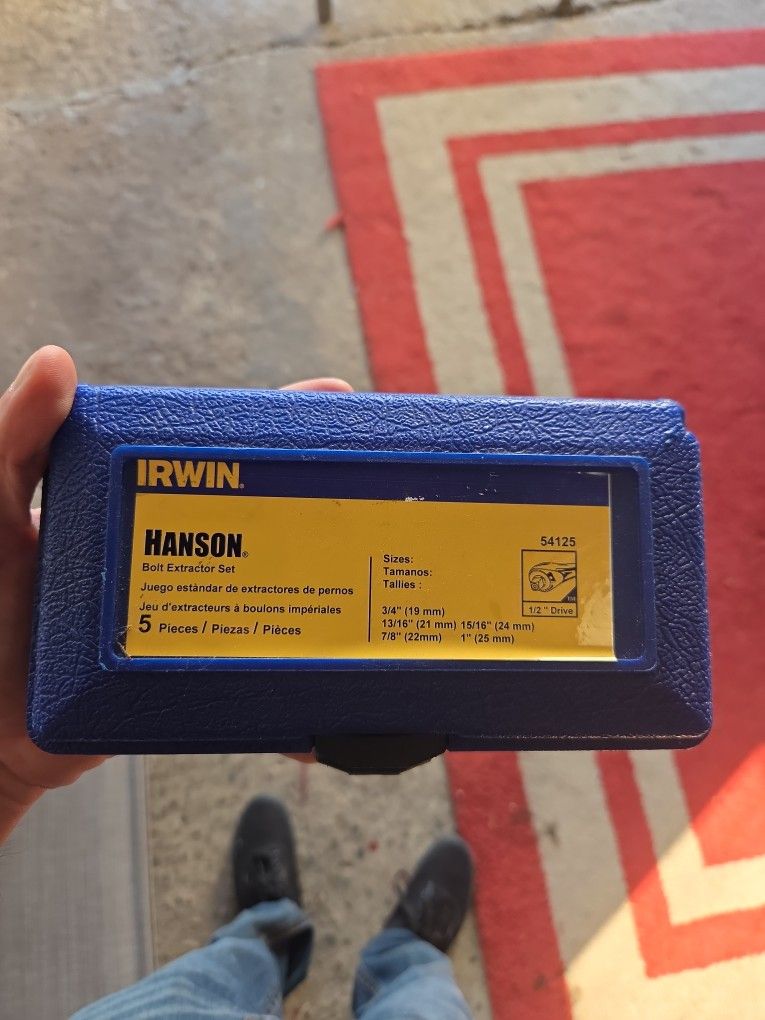 IRWIN®
HANSON®
Bolt Extractor Set
Juego estàndar de extractores de pernos
Jeu d'extracteurs à boulons impériales
5 Pieces / Piezas / Pièces
Sizes:
Tamanos:
Tallies :
3/4" (19 mm)
13/16" (21 mm) 15/16" (24 mm)
7/8" (22mm) 1" (25 mm)
54125
1/2 " Drive